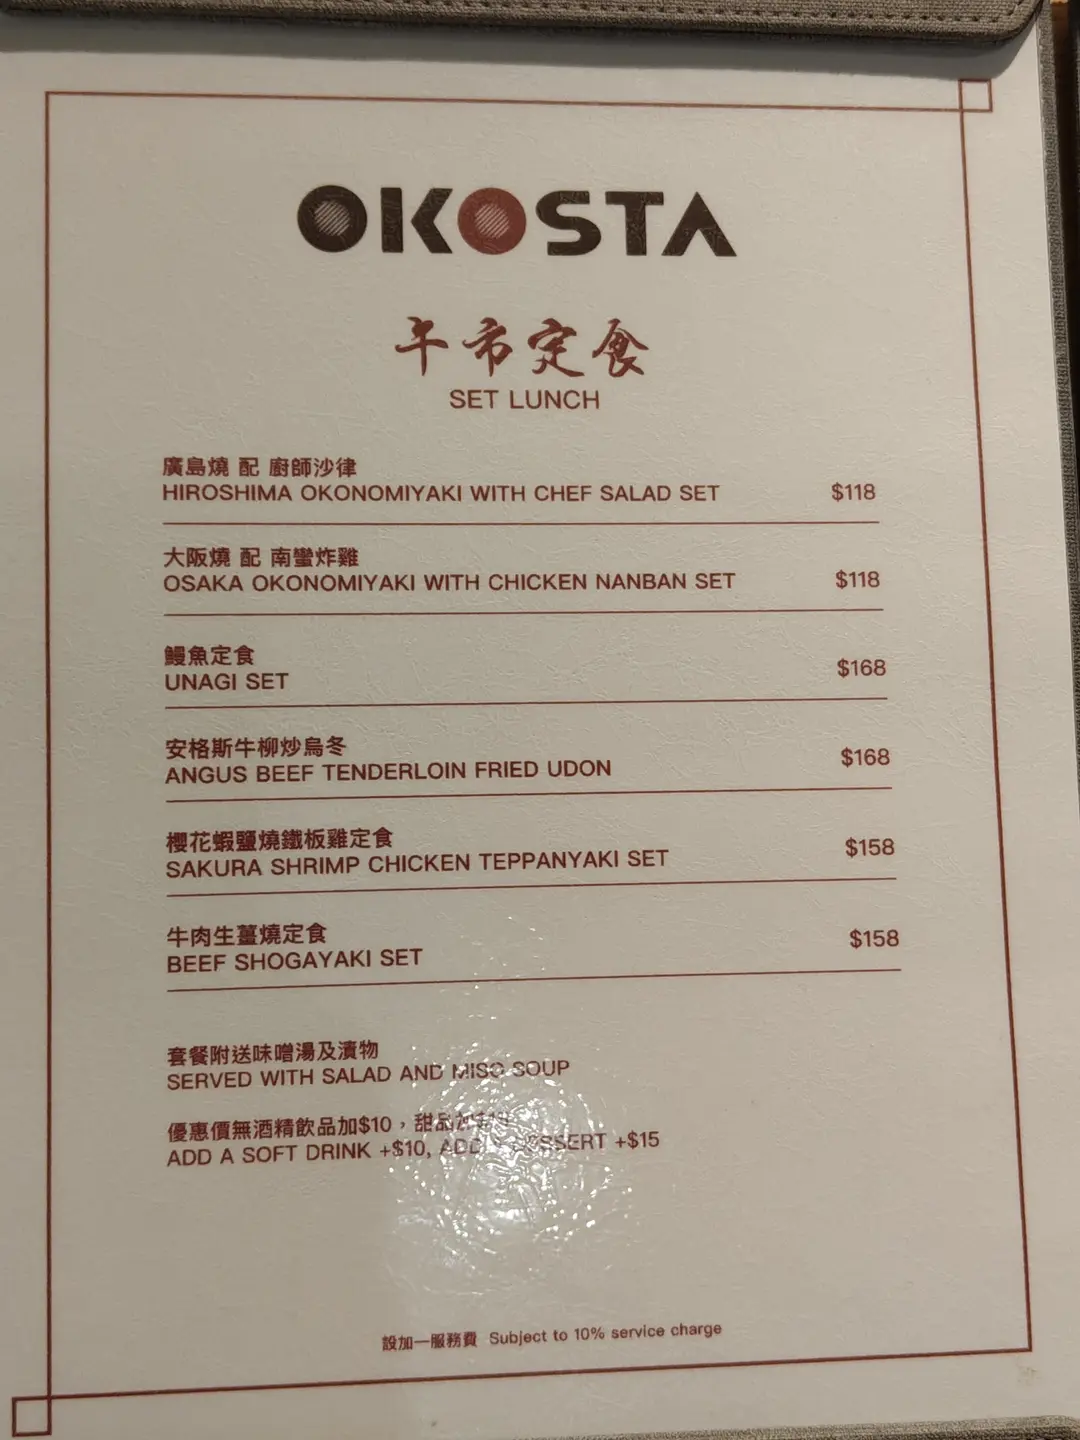 OKOSTA
午市定食
SET LUNCH
廣島燒 配 廚師沙律
HIROSHIMA OKONOMIYAKI WITH CHEF SALAD SET $118
大阪燒 配 南蠻炸雞
OSAKA OKONOMIYAKI WITH CHICKEN NANBAN SET $118
鰻魚定食
UNAGI SET $168
安格斯牛柳炒烏冬
ANGUS BEEF TENDERLOIN FRIED UDON $168
櫻花蝦鹽燒鐵板雞定食
SAKURA SHRIMP CHICKEN TEPPANYAKI SET $158
牛肉生薑燒定食
BEEF SHOGAYAKI SET $158
套餐附送味噌湯及漬物
SERVED WITH SALAD AND MISO SOUP
優惠價無酒精飲品加$10，甜品加
ADD A SOFT DRINK +$10, ADD DESSERT +$15
設加一服務費 Subject to 10% service charge